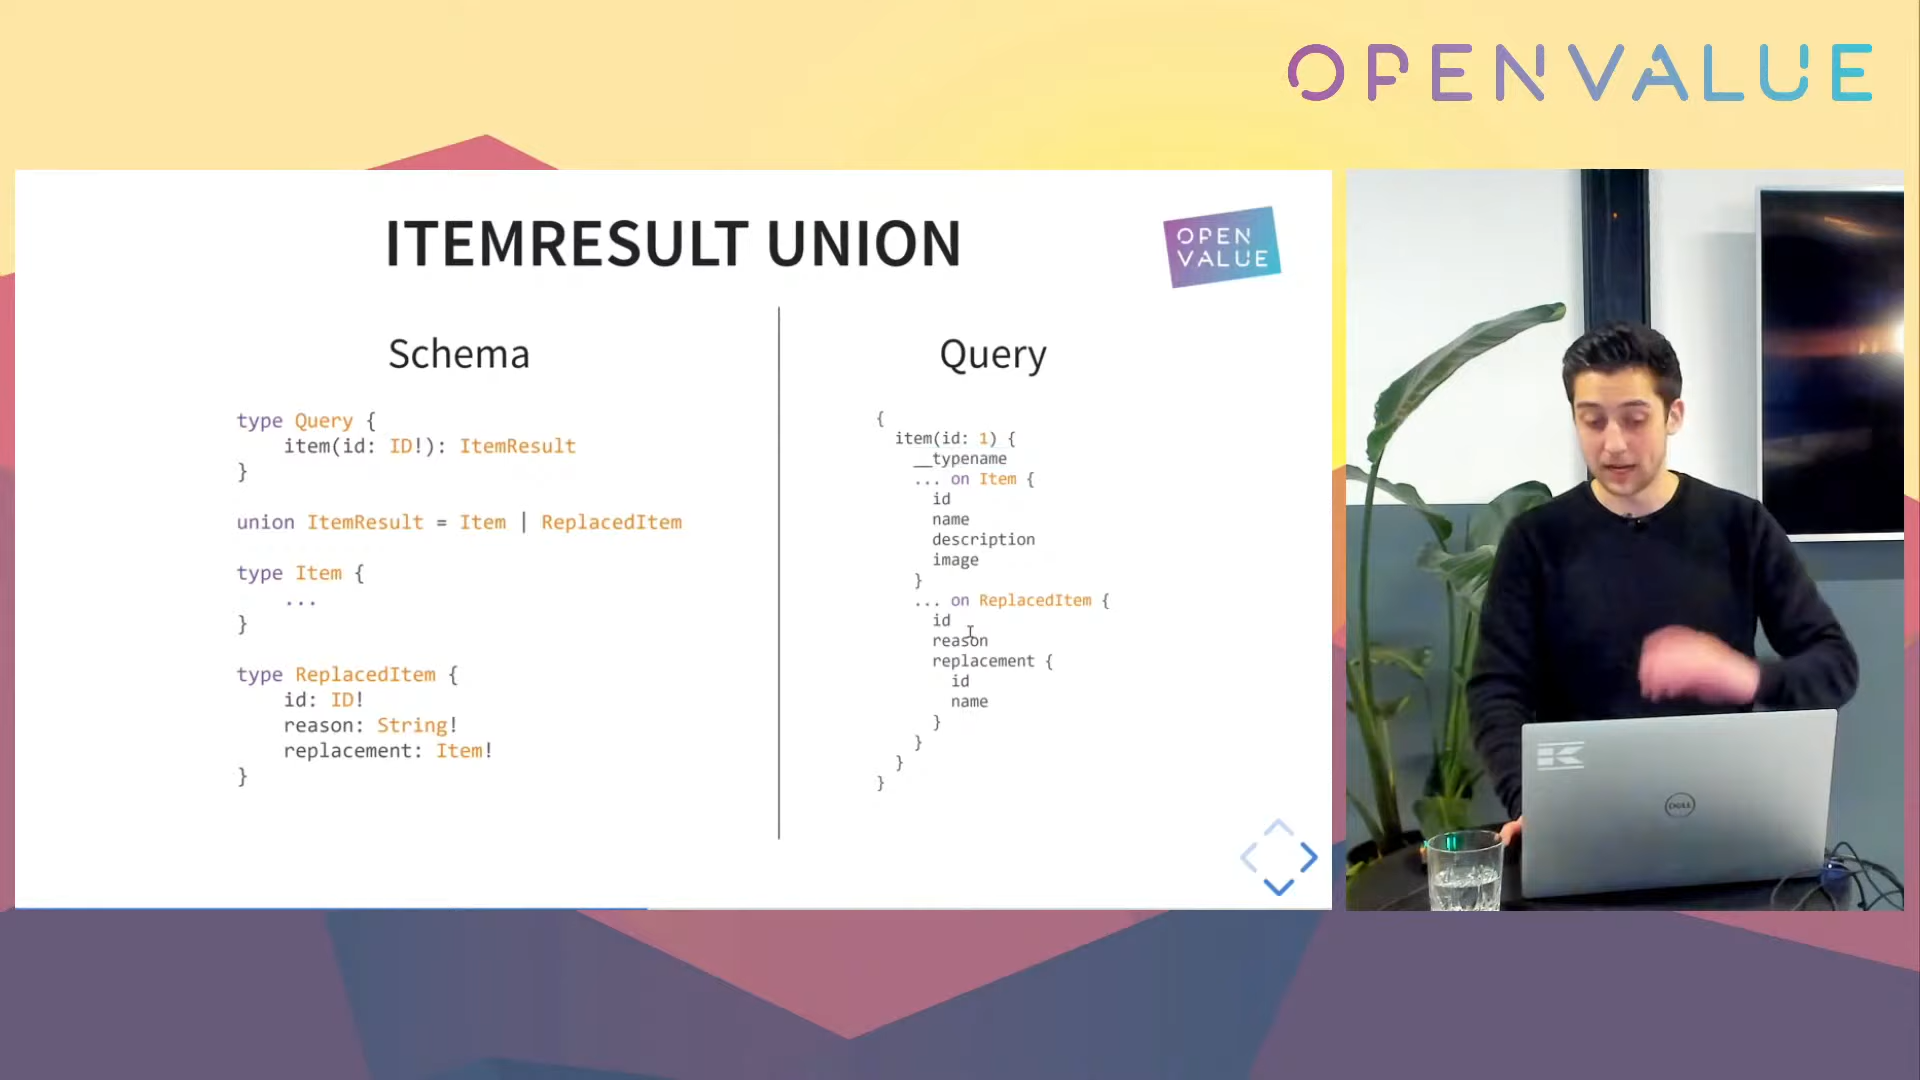 OPENVALUE
ITEMRESULT UNION
OPEN
VALUE
Schema
type Query {
item(id: ID!): ItemResult
}
union ItemResult = Item | ReplacedItem
type Item {
...
}
type ReplacedItem {
id: ID!
reason: String!
replacement: Item!
}
Query
{
item(id: 1) {
__typename
... on Item {
id
name
description
image
}
... on ReplacedItem {
id
reason
replacement {
id
name
}
}
}
}
DELL